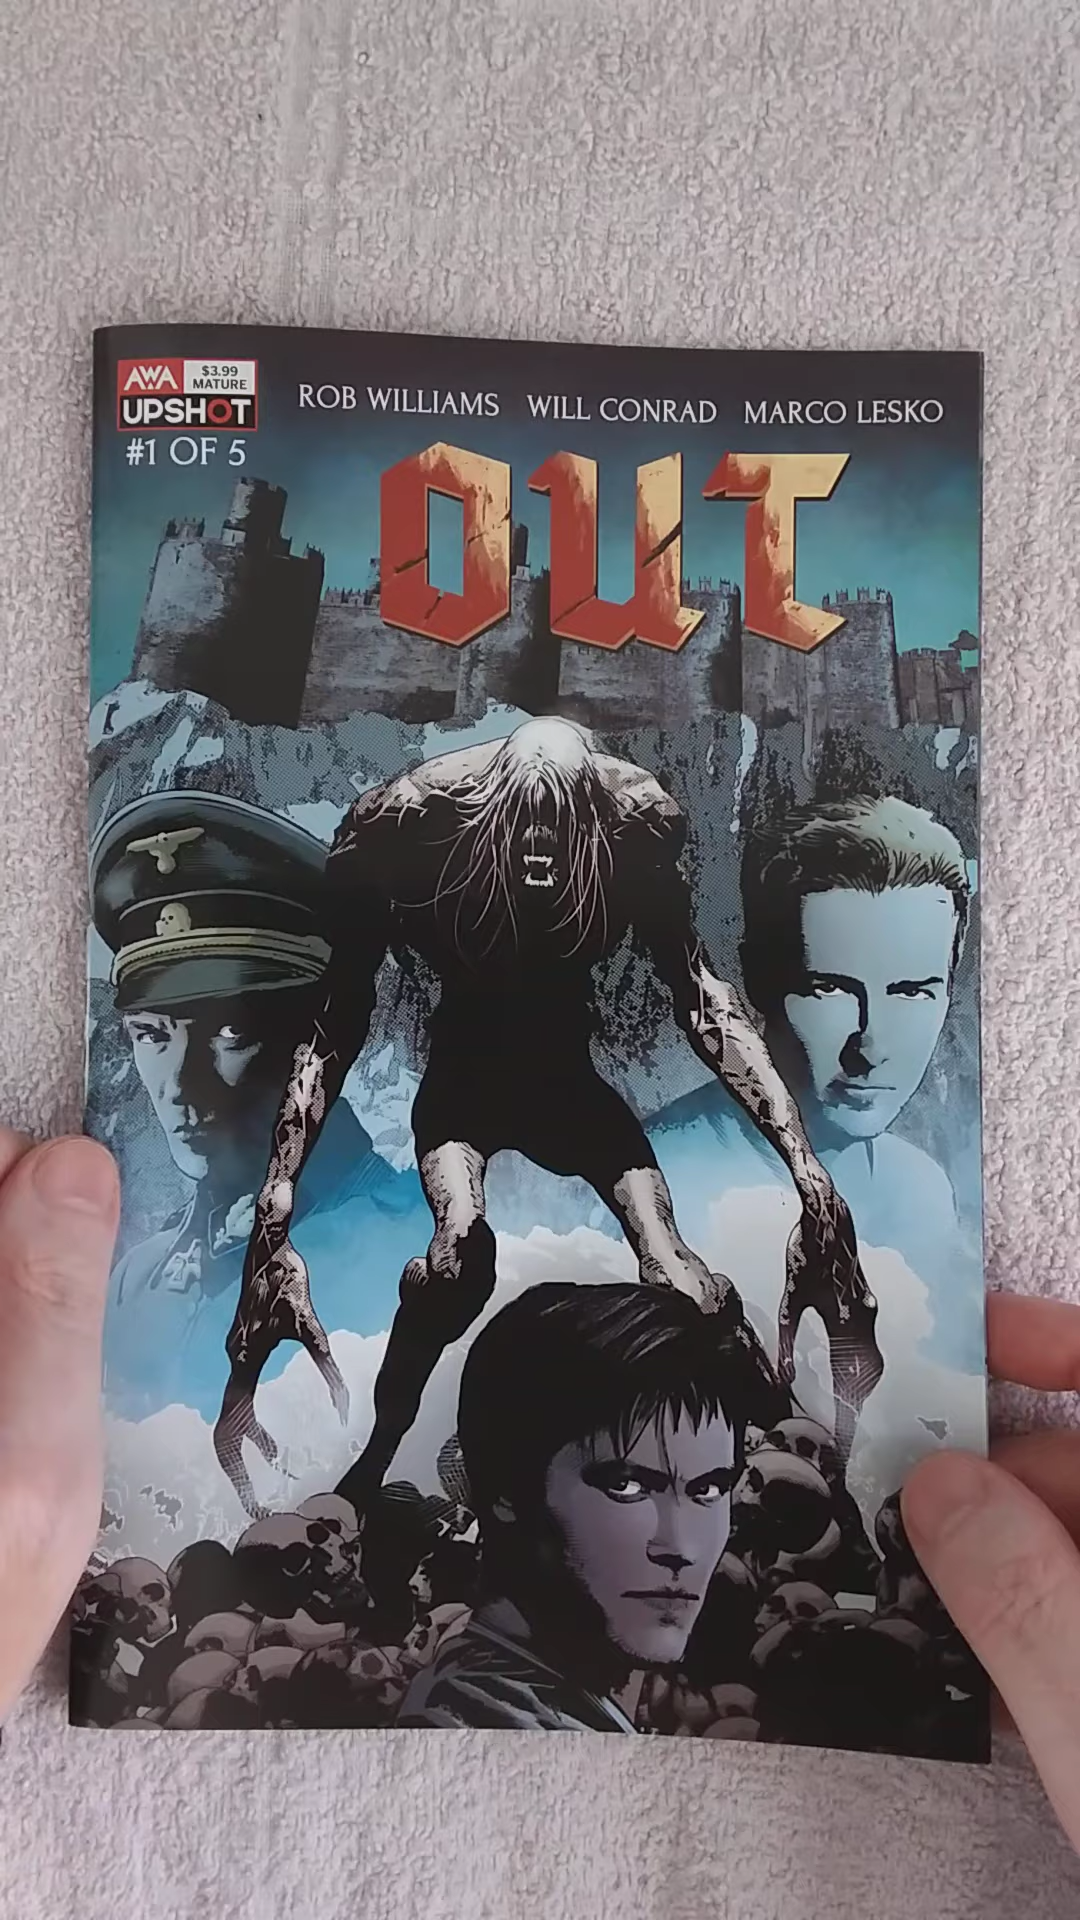 AWA
$3.99
MATURE
UPSHOT
#1 OF 5
ROB WILLIAMS WILL CONRAD MARCO LESKO
OUT